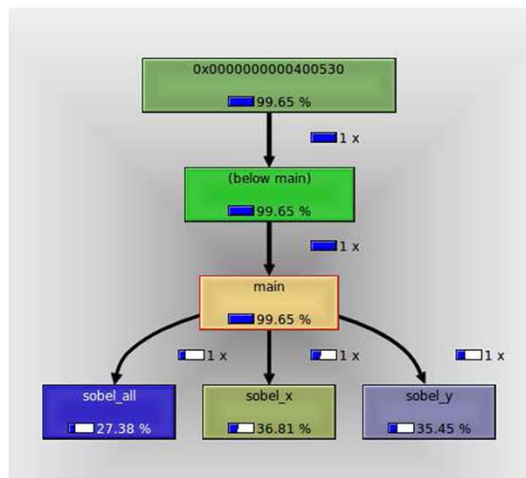 0x0000000000400530
99.65 %
1 x
(below main)
99.65 %
1 x
main
99.65 %
1 x
1 x
1 x
sobel_all
sobel_x
sobel_y
27.38 %
36.81 %
35.45 %